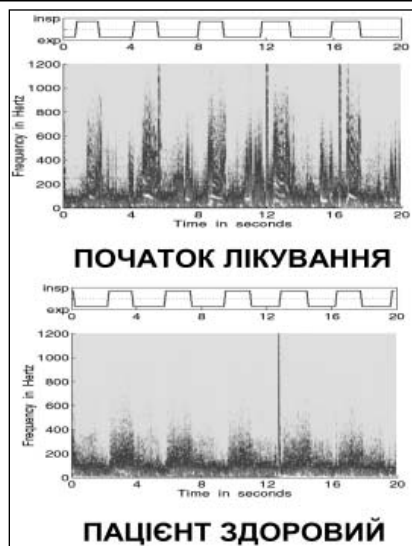 insp
exp
0 4 8 12 16 20
Frequency in Hertz
1200
1000
800
600
400
200
0
0 4 8 12 16 20
Time in seconds
ПОЧАТОК ЛІКУВАННЯ
insp
exp
0 4 8 12 16 20
Frequency in Hertz
1200
1000
800
600
400
200
0
0 4 8 12 16 20
Time in seconds
ПАЦІЄНТ ЗДОРОВИЙ